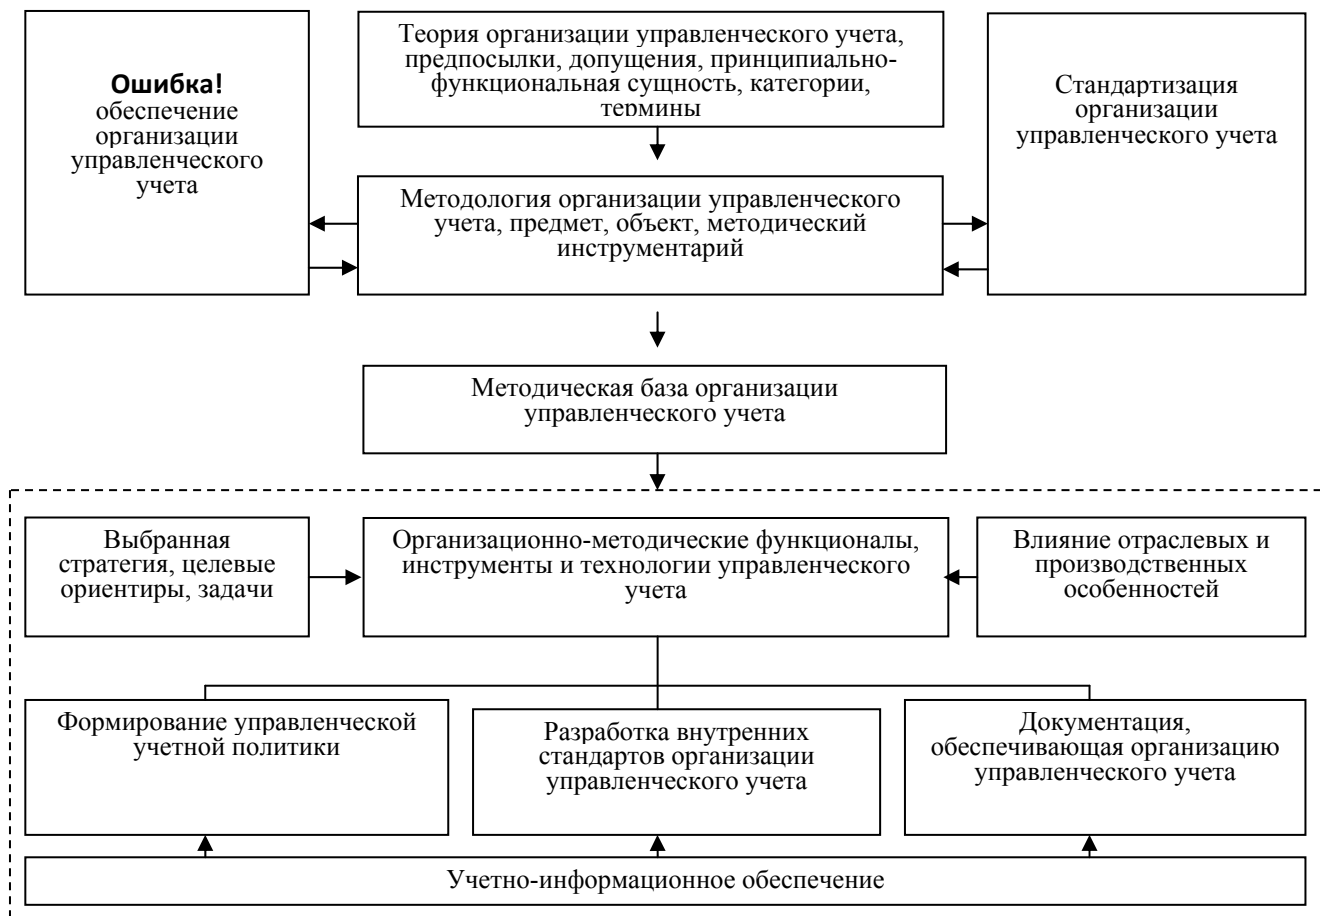 Теория организации управленческого учета,
предпосылки, допущения, принципиально-
функциональная сущность, категории,
термины
Ошибка!
обеспечение
организации
управленческого
учета
Стандартизация
организации
управленческого учета
Методология организации управленческого
учета, предмет, объект, методический
инструментарий
Методическая база организации
управленческого учета
Выбранная
стратегия, целевые
ориентиры, задачи
Организационно-методические функционалы,
инструменты и технологии управленческого
учета
Влияние отраслевых и
производственных
особенностей
Формирование управленческой
учетной политики
Разработка внутренних
стандартов организации
управленческого учета
Документация,
обеспечивающая организацию
управленческого учета
Учетно-информационное обеспечение